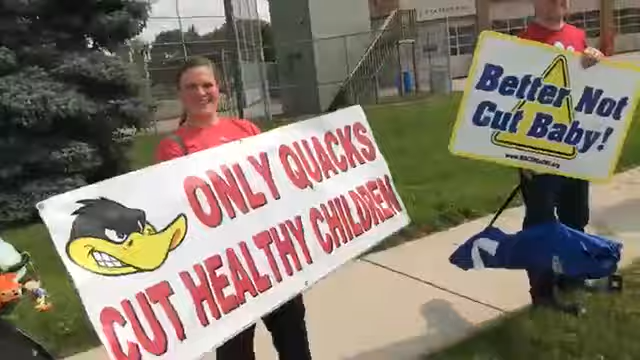 ONLY QUACKS
CUT HEALTHY CHILDREN
Better Not
Cut Baby!